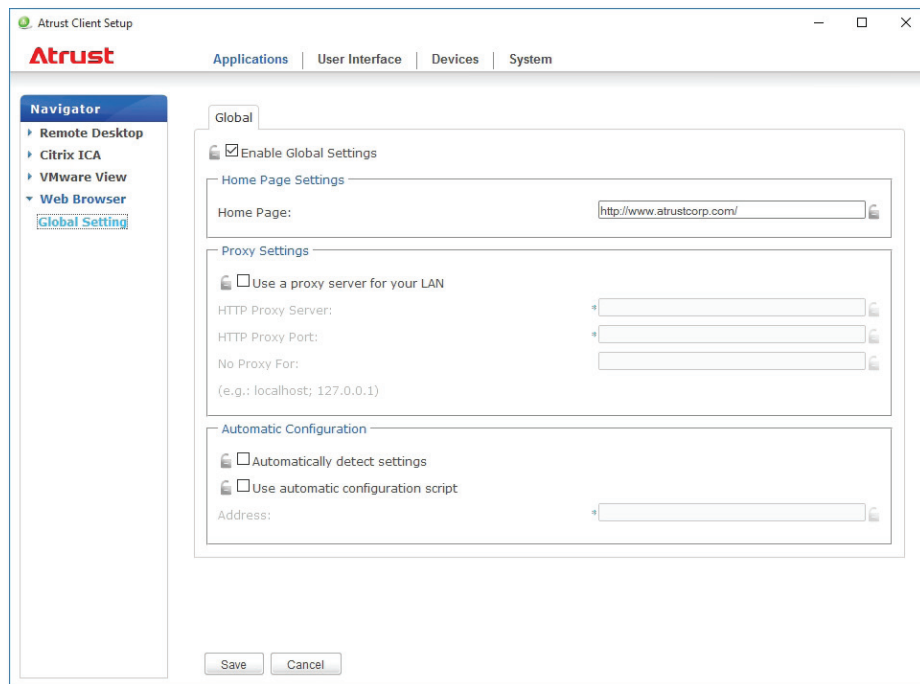 Atrust Client Setup
Atrust
Applications | User Interface | Devices | System
Navigator
Remote Desktop
Citrix ICA
VMware View
Web Browser
Global Setting
Global
Enable Global Settings
Home Page Settings
Home Page: http://www.atrustcorp.com/
Proxy Settings
Use a proxy server for your LAN
HTTP Proxy Server: *
HTTP Proxy Port: *
No Proxy For:
(e.g.: localhost; 127.0.0.1)
Automatic Configuration
Automatically detect settings
Use automatic configuration script
Address: *
Save Cancel